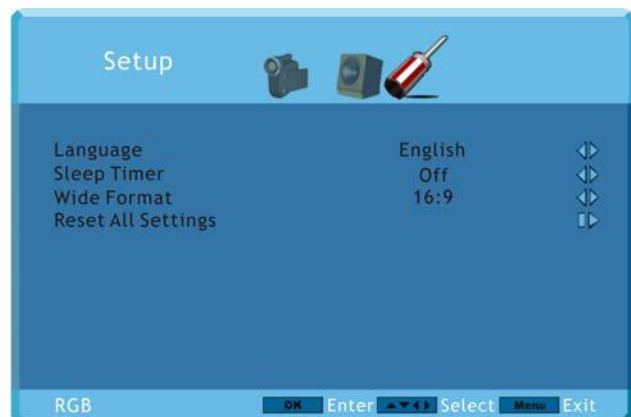 Setup
Language English
Sleep Timer Off
Wide Format 16:9
Reset All Settings
RGB OK Enter Select Menu Exit